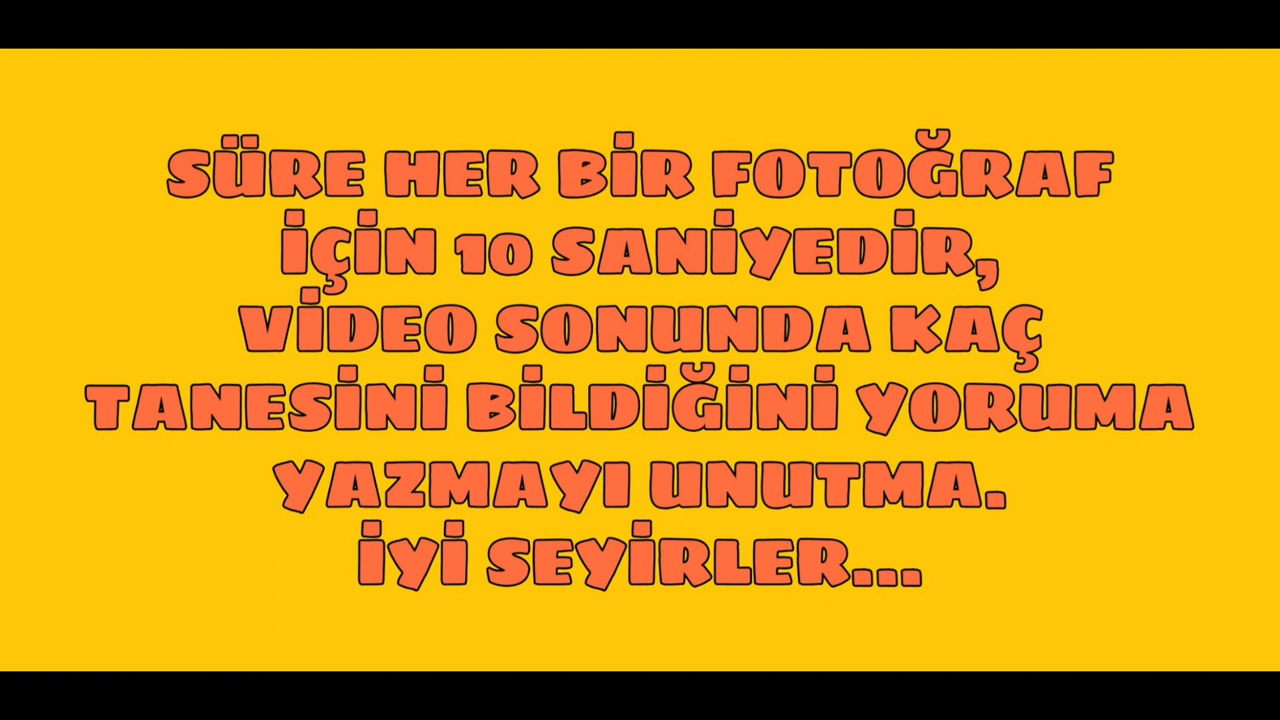 SÜRE HER BİR FOTOĞRAF
İÇİN 10 SANİYEDİR,
VİDEO SONUNDA KAÇ
TANESİNİ BİLDİĞİNİ YORUMA
YAZMAYI UNUTMA.
İYİ SEYİRLER...